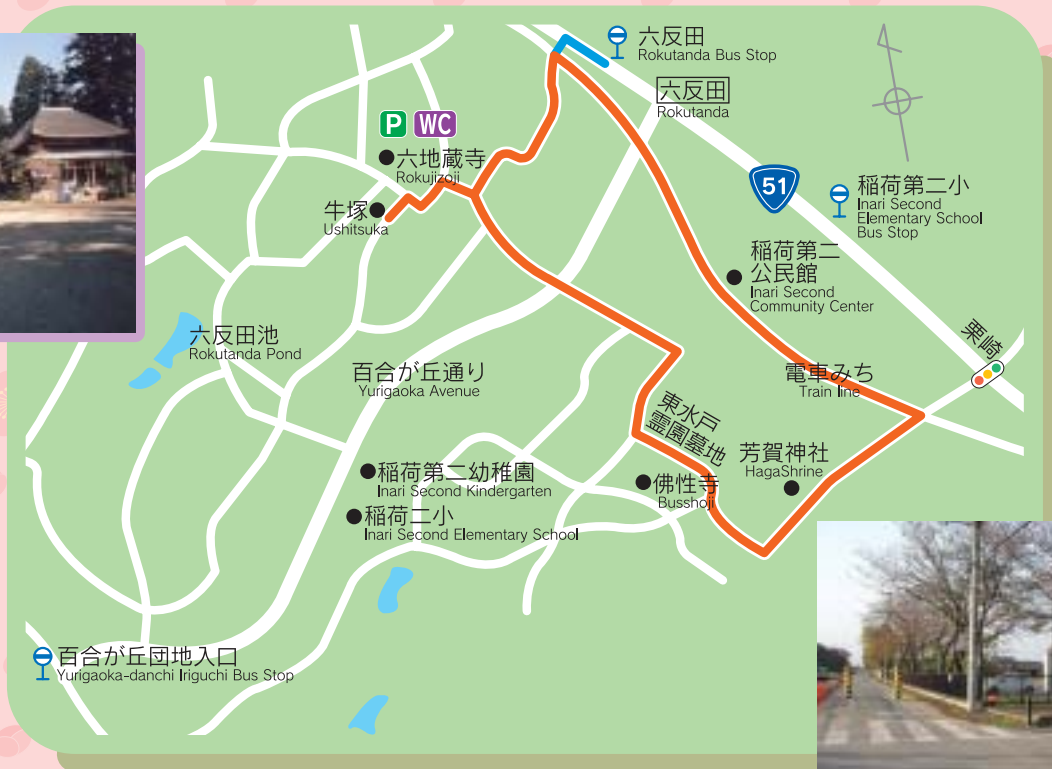 六反田
Rokutanda Bus Stop
六反田
Rokutanda
P WC
六地蔵寺
Rokujizoji
牛塚
Ushitsuka
51
稲荷第二小
Inari Second
Elementary School
Bus Stop
稲荷第二
公民館
Inari Second
Community Center
六反田池
Rokutanda Pond
百合が丘通り
Yurigaoka Avenue
栗崎
電車みち
Train line
東水戸
霊園墓地
芳賀神社
HagaShrine
佛性寺
Busshoji
稲荷第二幼稚園
Inari Second Kindergarten
稲荷二小
Inari Second Elementary School
百合が丘団地入口
Yurigaoka-danchi Iriguchi Bus Stop